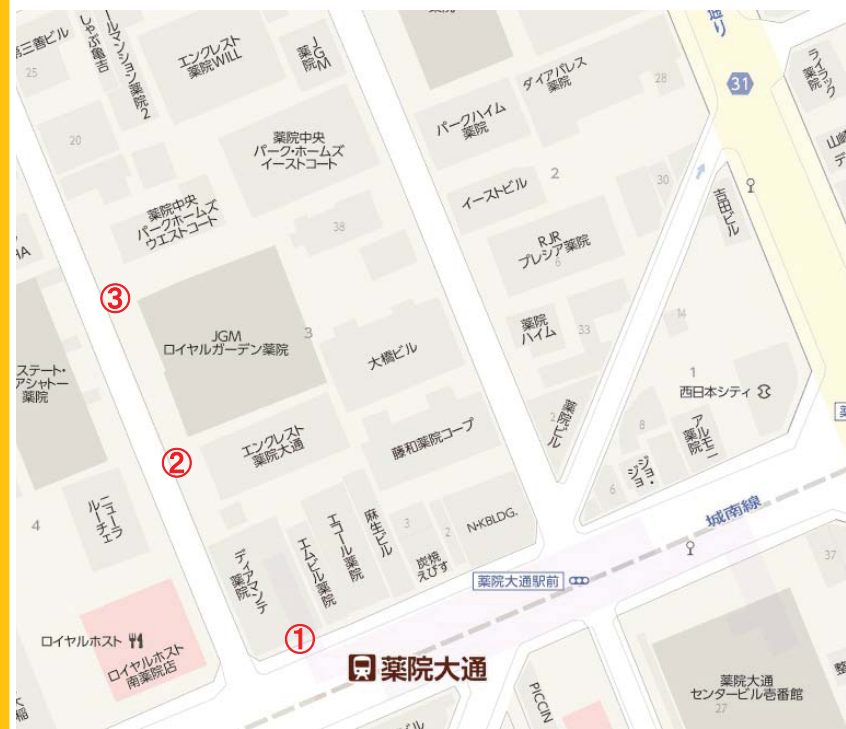 第三善ビル
25
しゃぶ亀吉
ールマンション薬院2
エンクレスト
薬院WILL
JGM
薬院
通り
31
ライラック
薬院
ダイアパレス
薬院
28
パークハイム
薬院
20
薬院中央
パーク・ホームズ
イーストコート
イーストビル
2
30
吉田ビル
薬院中央
パークホームズ
ウエストコート
38
RJR
プレシア薬院
6
HA
③
JGM
ロイヤルガーデン薬院
3
薬院
ハイム
33
14
大橋ビル
ステート・
アシャトー
薬院
1
西日本シティ
エンクレスト
薬院大通
藤和薬院コープ
薬院ビル
2
8
アルモニ
薬院
②
ジョ・
ジョ
6
ニューラ
ルーチェ
4
麻生ビル
エコール薬院
エムビル薬院
ディアマンテ
薬院
3
2
炭焼
えびす
N・KBLDG.
城南線
37
薬院大通駅前
①
ロイヤルホスト
ロイヤルホスト
南薬院店
薬院大通
PICCIN
薬院大通
センタービル壱番館
27
稲
ビル